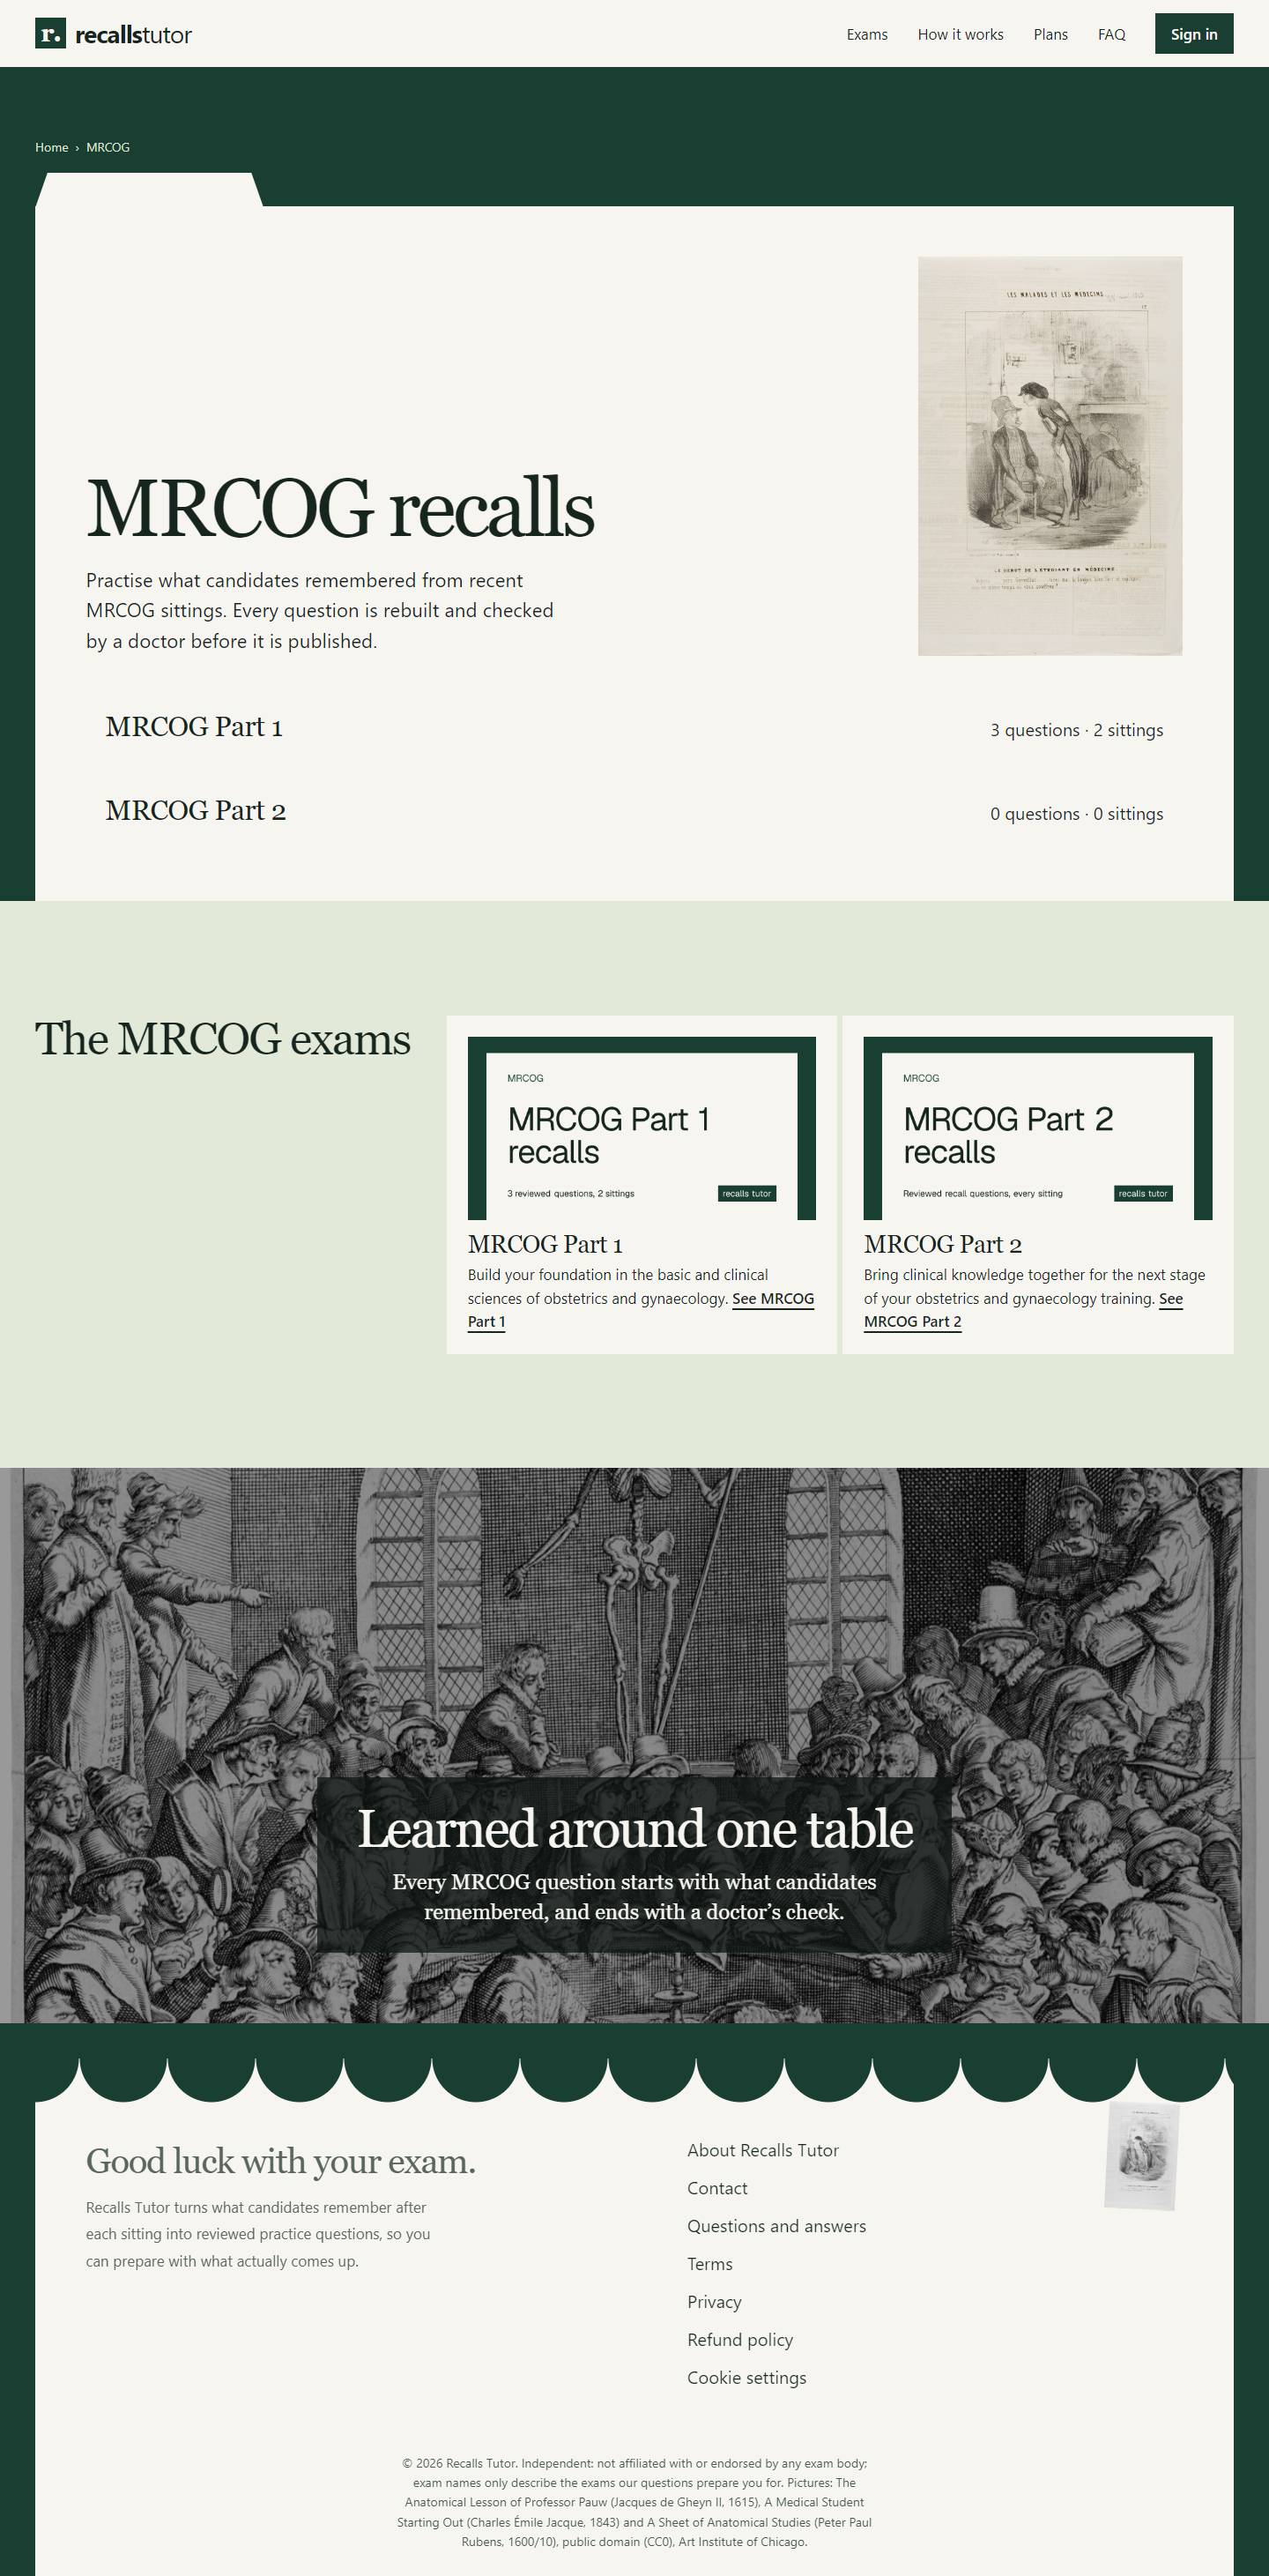 r. recallstutor
Exams How it works Plans FAQ Sign in
Home › MRCOG
LES MALADES ET LES MEDECINS
LE DEBUT DE L'ETUDIANT EN MÉDECINE
MRCOG recalls
Practise what candidates remembered from recent
MRCOG sittings. Every question is rebuilt and checked
by a doctor before it is published.
MRCOG Part 1 3 questions · 2 sittings
MRCOG Part 2 0 questions · 0 sittings
The MRCOG exams
MRCOG
MRCOG Part 1
recalls
3 reviewed questions, 2 sittings recalls tutor
MRCOG Part 1
Build your foundation in the basic and clinical
sciences of obstetrics and gynaecology. See MRCOG
Part 1
MRCOG
MRCOG Part 2
recalls
Reviewed recall questions, every sitting recalls tutor
MRCOG Part 2
Bring clinical knowledge together for the next stage
of your obstetrics and gynaecology training. See
MRCOG Part 2
Learned around one table
Every MRCOG question starts with what candidates
remembered, and ends with a doctor’s check.
Good luck with your exam.
Recalls Tutor turns what candidates remember after
each sitting into reviewed practice questions, so you
can prepare with what actually comes up.
About Recalls Tutor
Contact
Questions and answers
Terms
Privacy
Refund policy
Cookie settings
© 2026 Recalls Tutor. Independent: not affiliated with or endorsed by any exam body;
exam names only describe the exams our questions prepare you for. Pictures: The
Anatomical Lesson of Professor Pauw (Jacques de Gheyn II, 1615), A Medical Student
Starting Out (Charles Émile Jacque, 1843) and A Sheet of Anatomical Studies (Peter Paul
Rubens, 1600/10), public domain (CC0), Art Institute of Chicago.